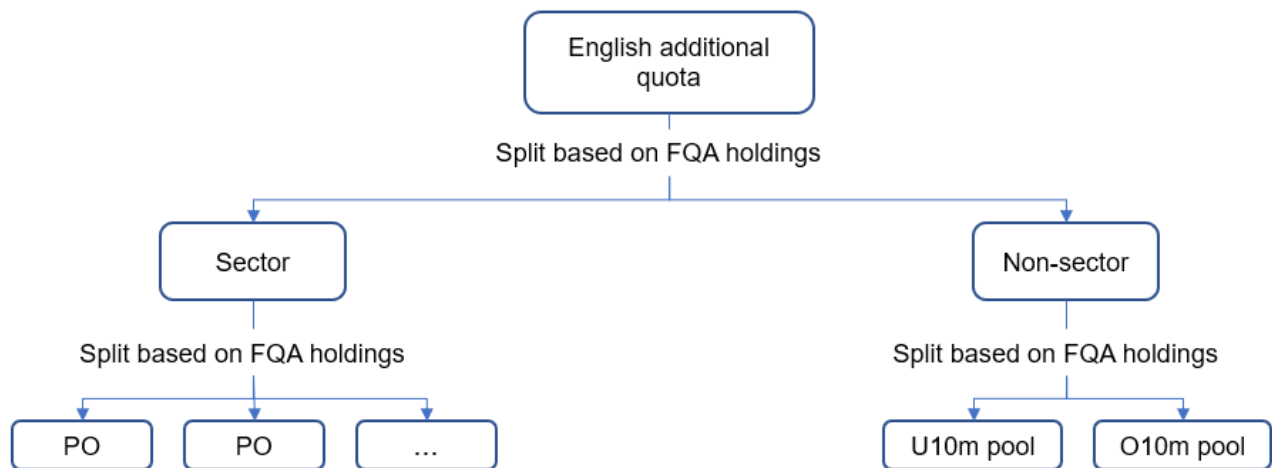 English additional
quota
Split based on FQA holdings
Sector
Non-sector
Split based on FQA holdings
Split based on FQA holdings
PO
PO
...
U10m pool
O10m pool